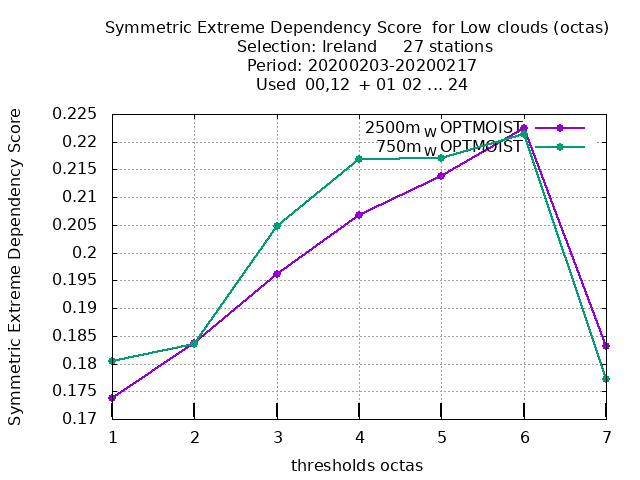 Symmetric Extreme Dependency Score for Low clouds (octas)
Selection: Ireland 27 stations
Period: 20200203-20200217
Used 00,12 + 01 02 ... 24
Symmetric Extreme Dependency Score
0.225
0.22
0.215
0.21
0.205
0.2
0.195
0.19
0.185
0.18
0.175
0.17
2500m W OPTMOIST
750m W OPTMOIST
1 2 3 4 5 6 7
thresholds octas